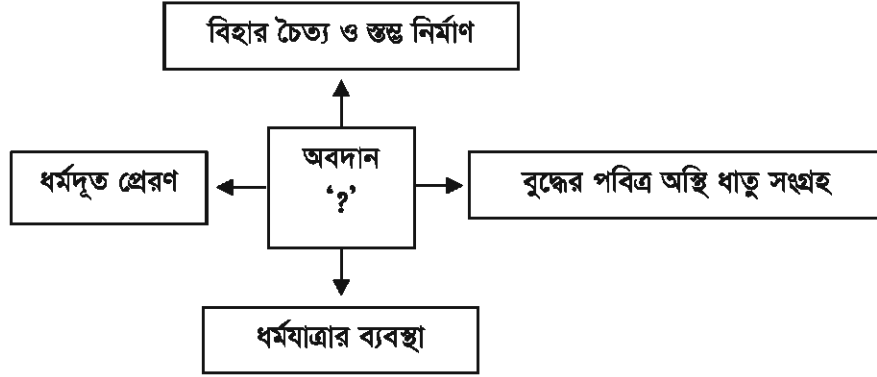 বিহার চৈত্য ও স্তম্ভ নির্মাণ
ধর্মদূত প্রেরণ
অবদান
‘?’
বুদ্ধের পবিত্র অস্থি ধাতু সংগ্রহ
ধর্মযাত্রার ব্যবস্থা